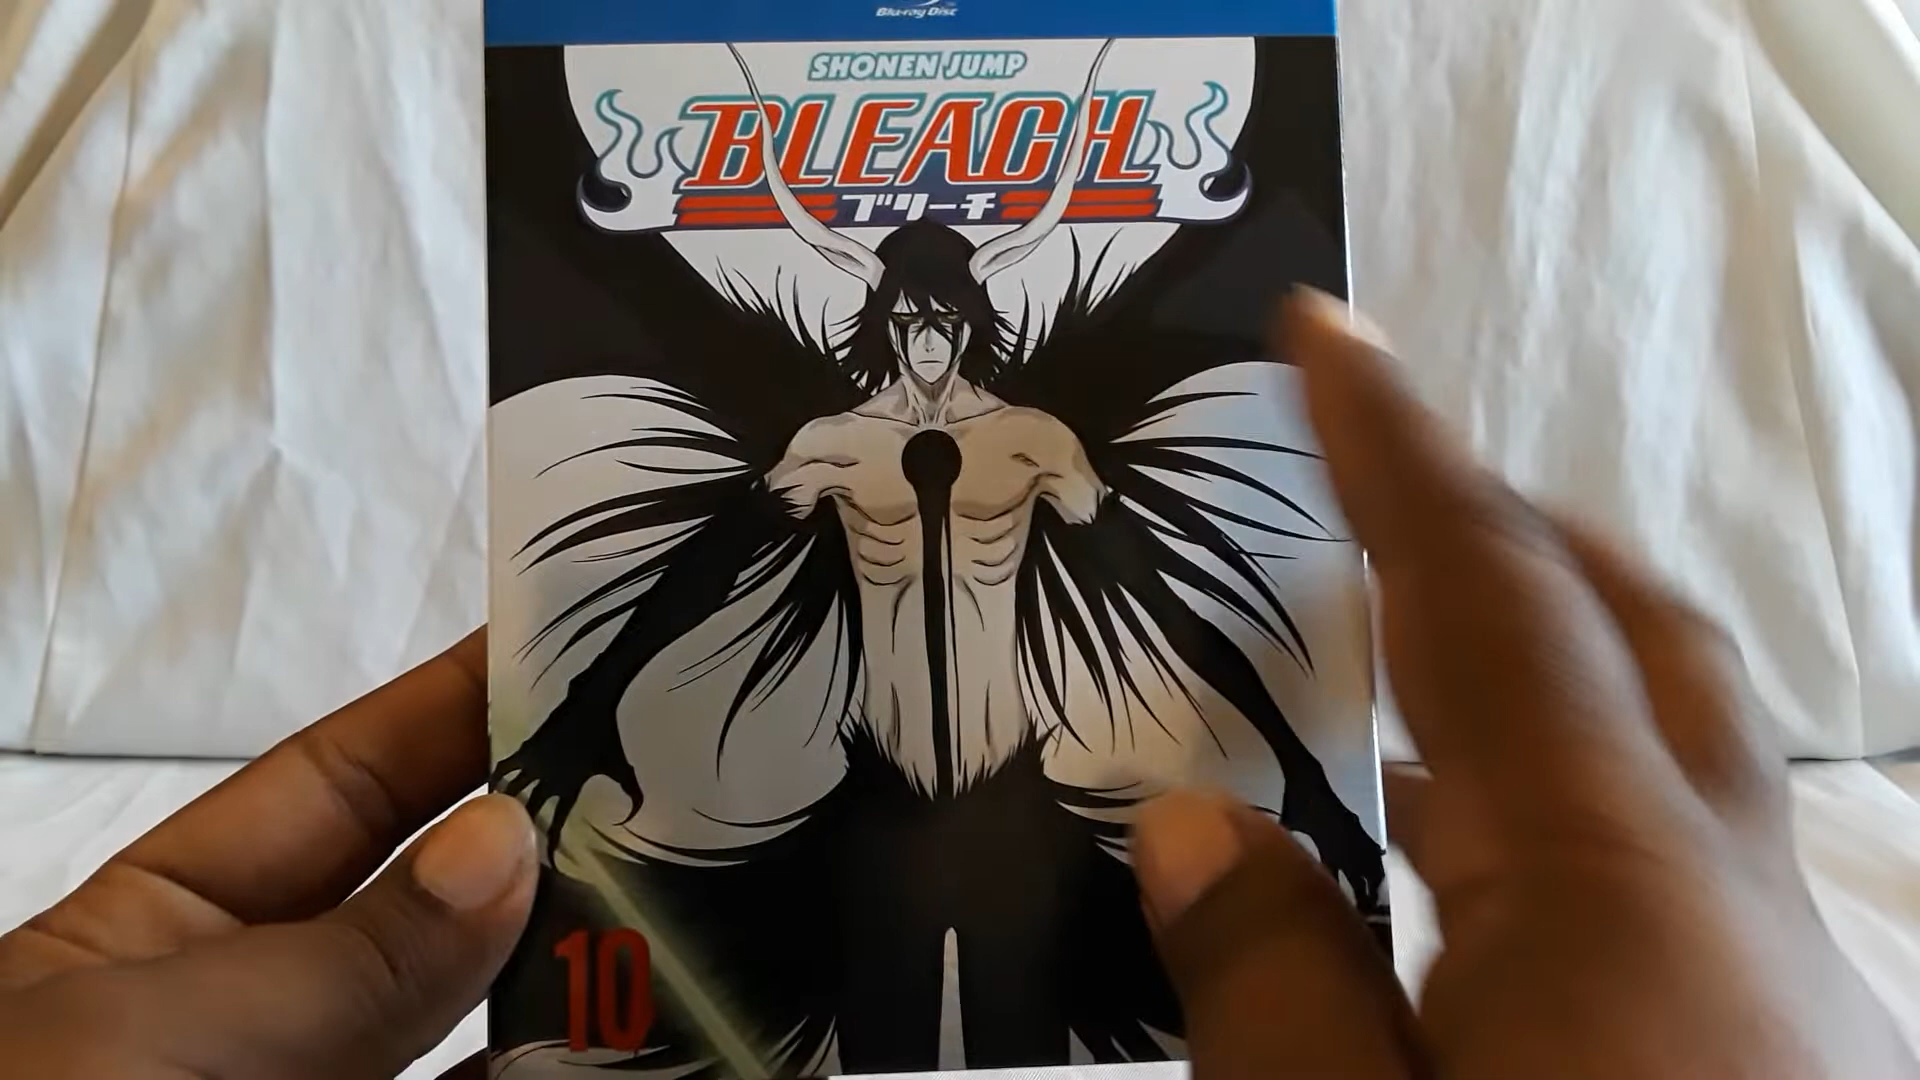 Blu-ray Disc
SHONEN JUMP
BLEACH
ブリーチ
10